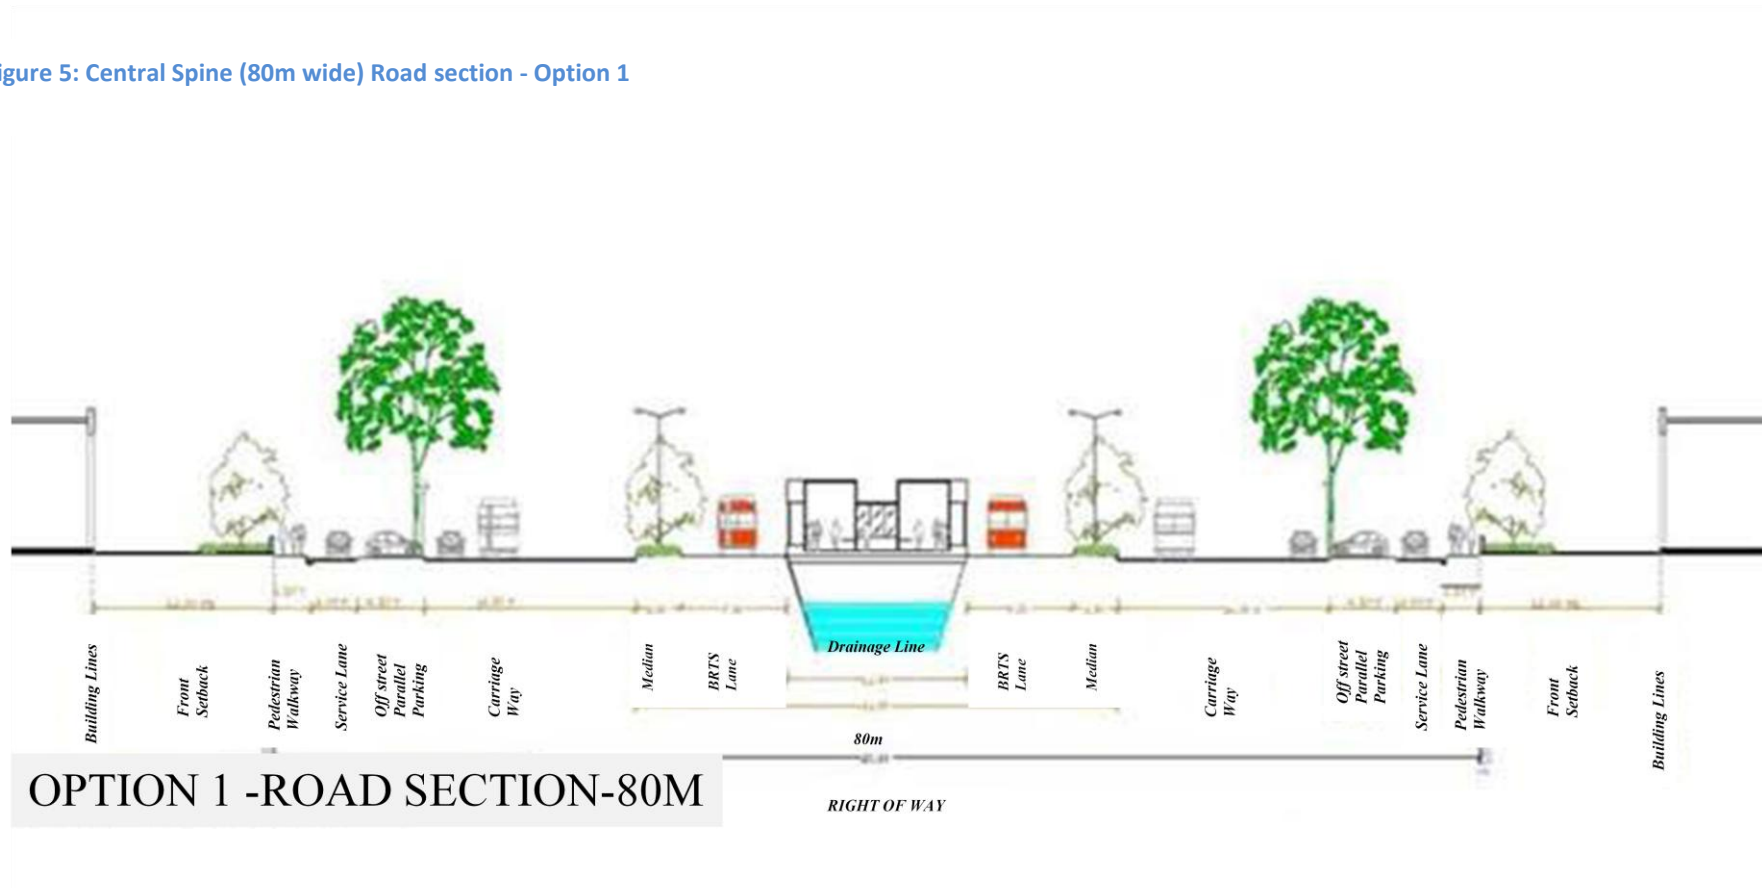 igure 5: Central Spine (80m wide) Road section - Option 1
Building Lines
Front
Setback
Pedestrian
Walkway
Service Lane
Off street
Parallel
Parking
Carriage
Way
Median
BRTS
Lane
Drainage Line
BRTS
Lane
Median
Carriage
Way
Off street
Parallel
Parking
Service Lane
Pedestrian
Walkway
Front
Setback
Building Lines
80m
OPTION 1 -ROAD SECTION-80M
RIGHT OF WAY